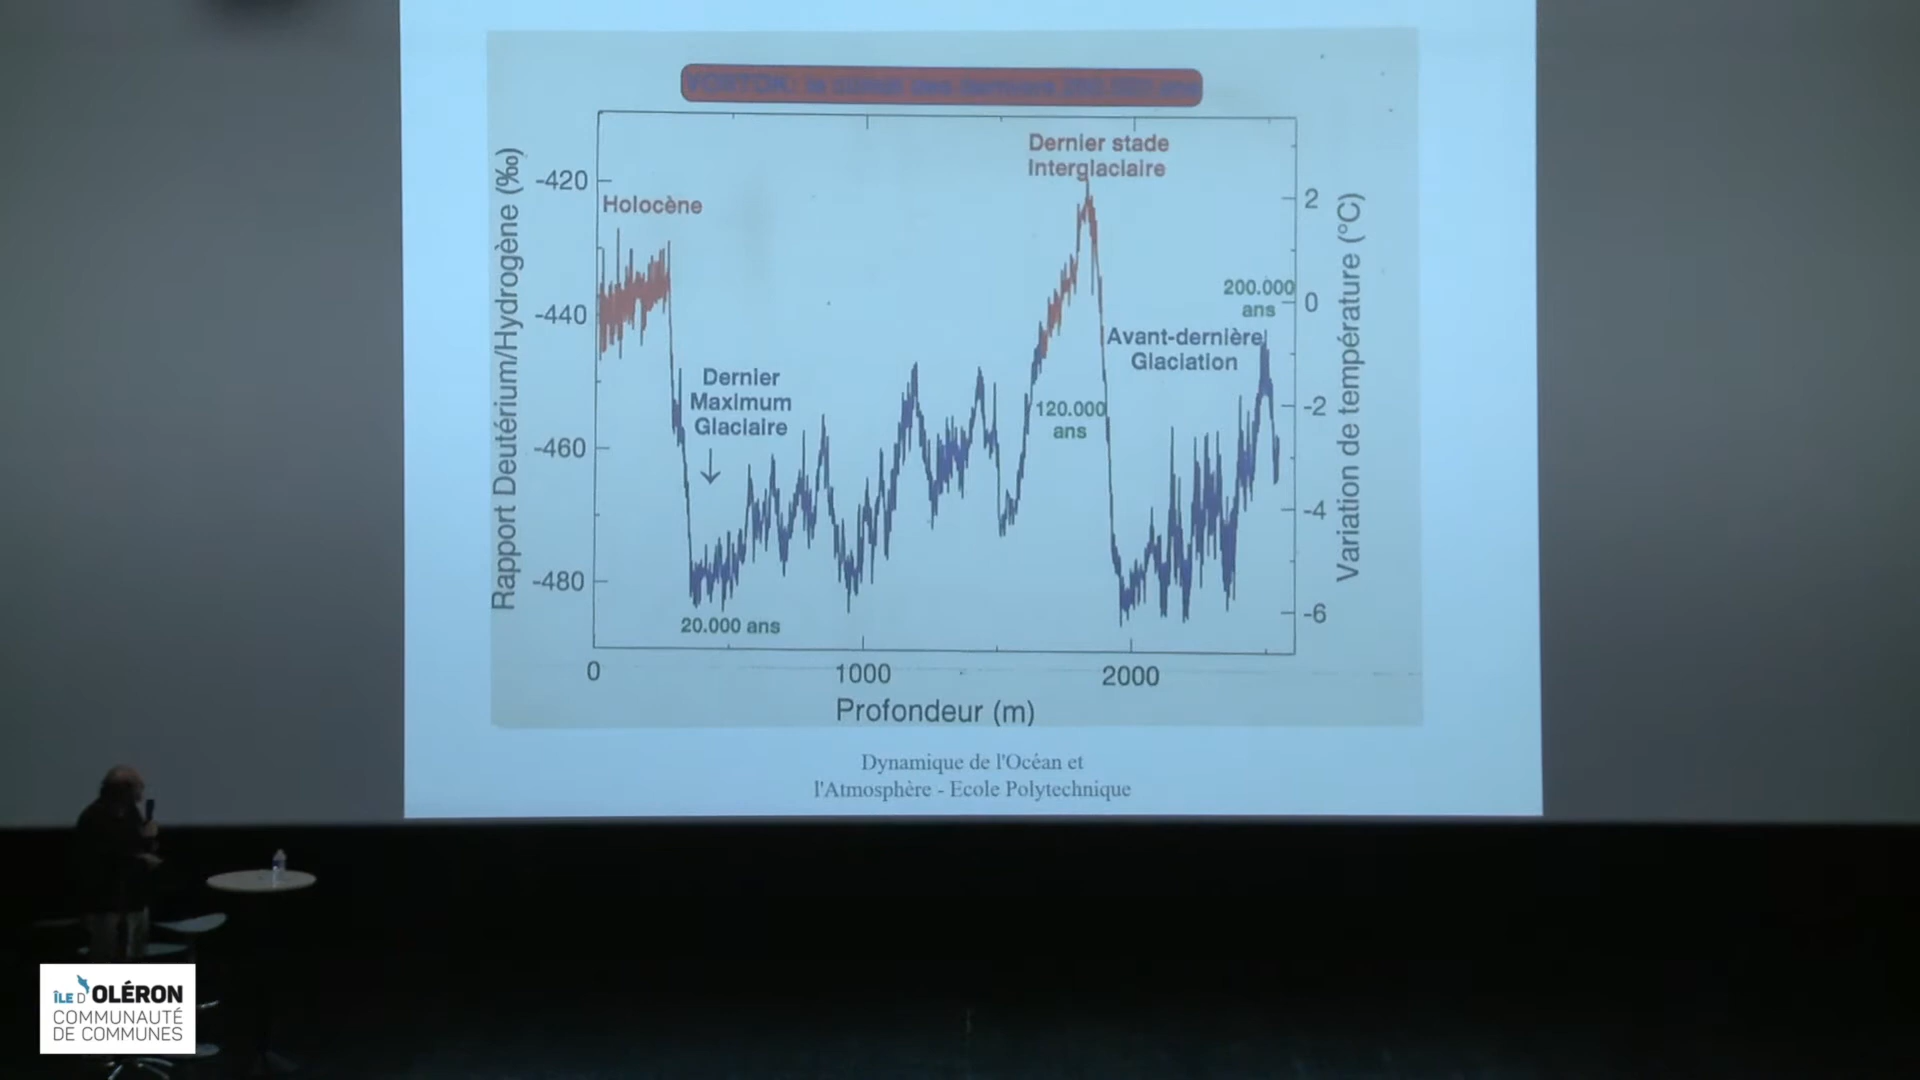 Dernier stade
Interglaciaire
Holocène
200.000
ans
Avant-dernière
Glaciation
Dernier
Maximum
Glaciaire
120.000
ans
20.000 ans
Rapport Deutérium/Hydrogène (‰)
-420
-440
-460
-480
2
0
-2
-4
-6
Variation de température (°C)
0
1000
2000
Profondeur (m)
Dynamique de l'Océan et
l'Atmosphère - Ecole Polytechnique
ÎLE D'OLÉRON
COMMUNAUTÉ
DE COMMUNES